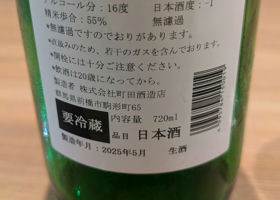 アルコール分：16度 日本酒度：-1
精米歩合：55％ 無濾過
＊無濾過ですのでおりがあります。
＊直汲みのため、若干のガスを含んでおります。
＊開栓には十分ご注意ください。
＊飲酒は20歳になってから。
製造者 株式会社町田酒造店
群馬県前橋市駒形町65
要冷蔵
内容量 720ml
品目 日本酒
製造年月：2025年5月 生酒